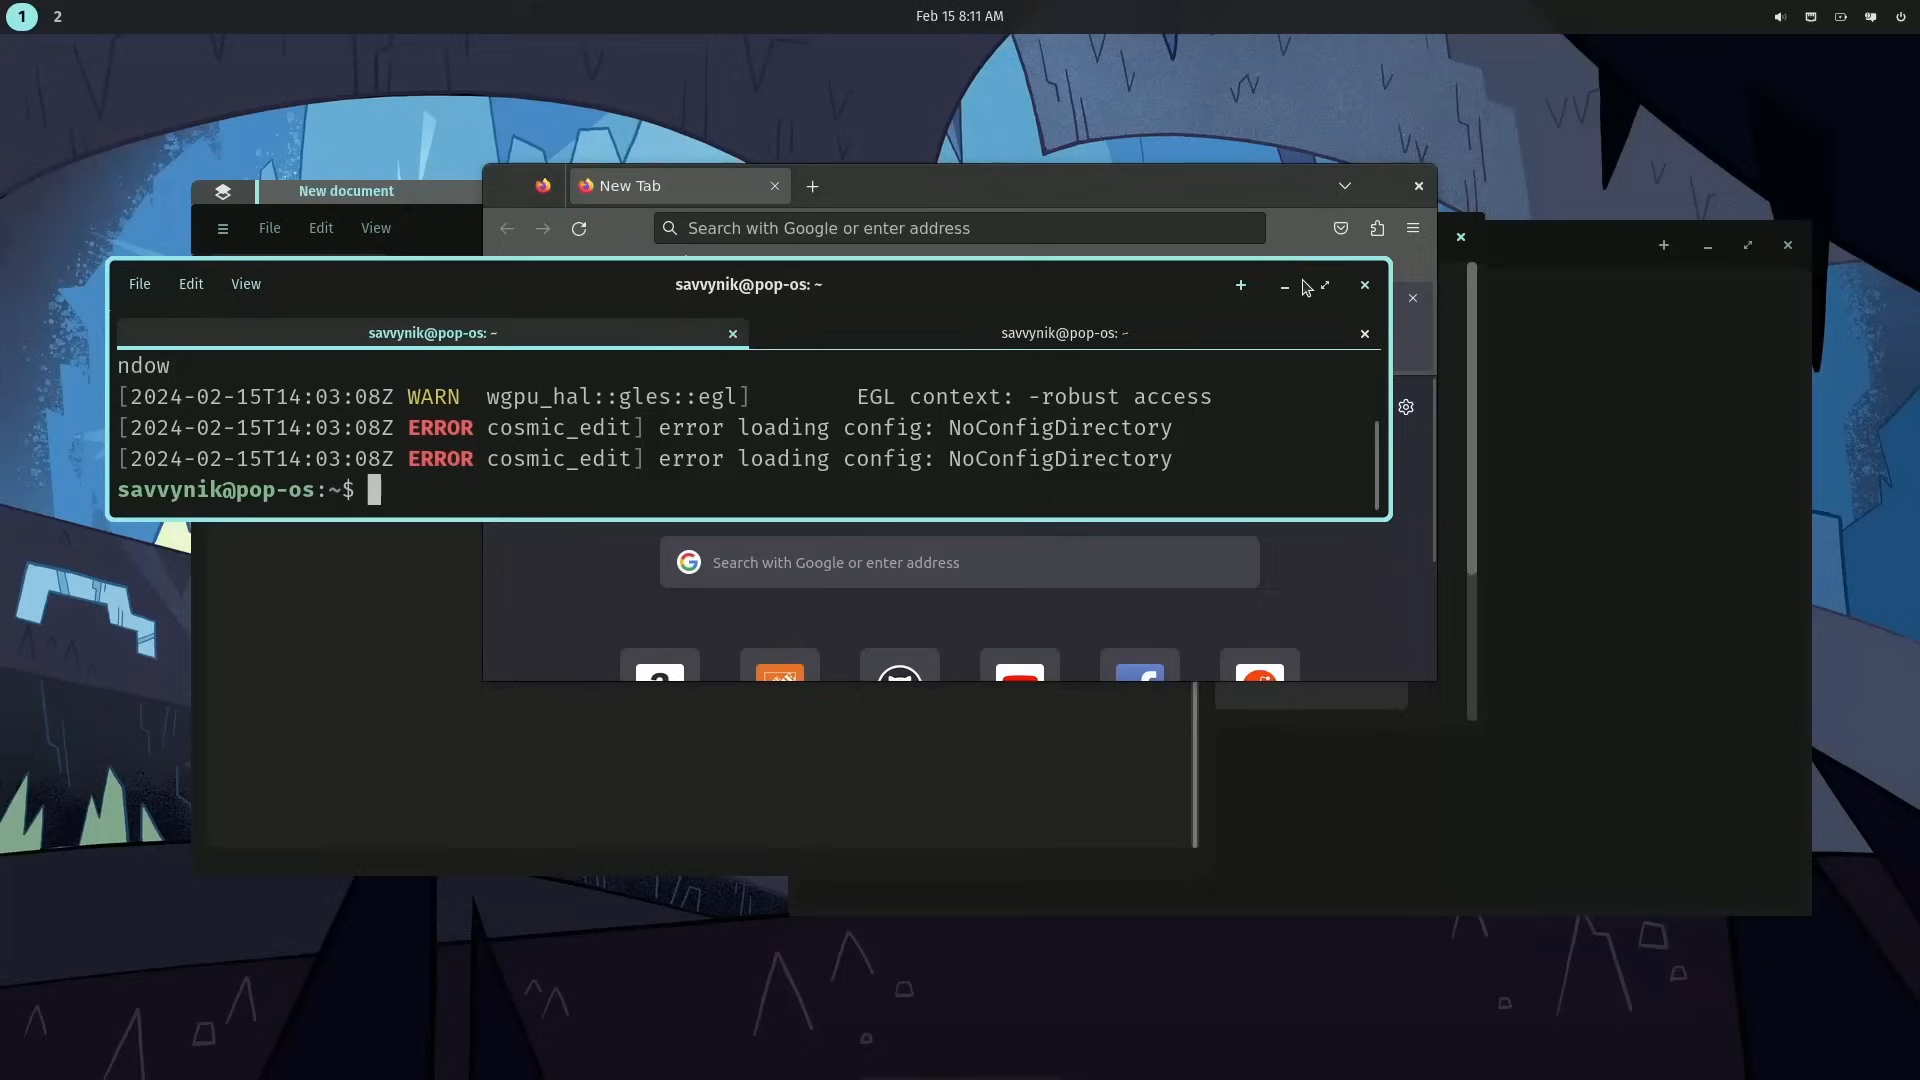 1 2 Feb 15 8:11 AM
New Tab
New document
File Edit View
Search with Google or enter address
File Edit View savvynik@pop-os: ~
savvynik@pop-os: ~ savvynik@pop-os: ~
ndow
[2024-02-15T14:03:08Z WARN wgpu_hal::gles::egl] EGL context: -robust access
[2024-02-15T14:03:08Z ERROR cosmic_edit] error loading config: NoConfigDirectory
[2024-02-15T14:03:08Z ERROR cosmic_edit] error loading config: NoConfigDirectory
savvynik@pop-os:~$
Search with Google or enter address